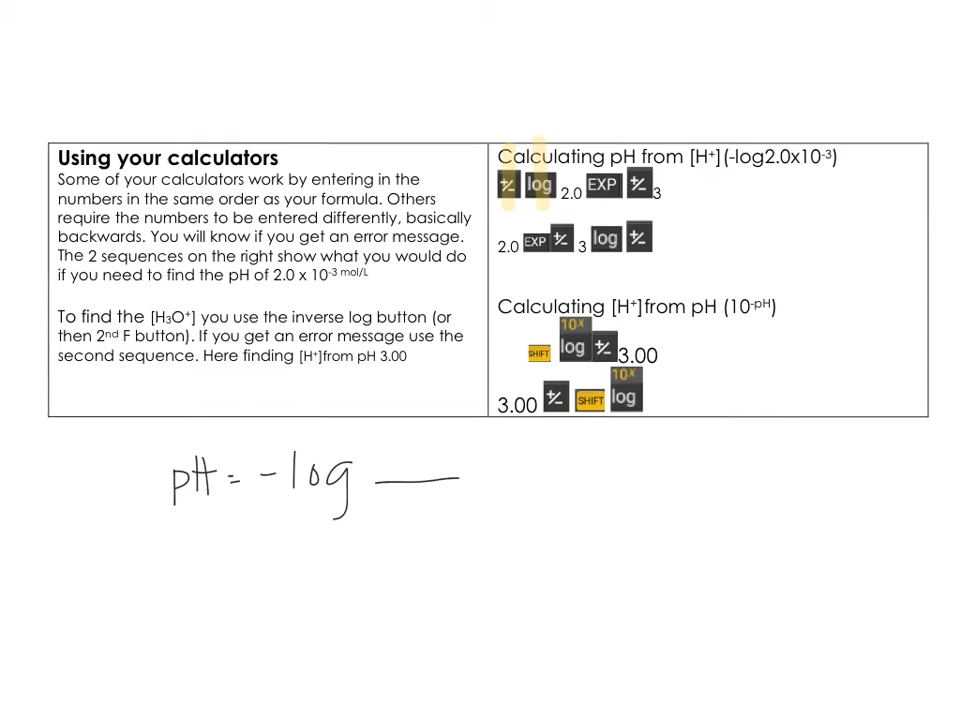 Using your calculators
Some of your calculators work by entering in the
numbers in the same order as your formula. Others
require the numbers to be entered differently, basically
backwards. You will know if you get an error message.
The 2 sequences on the right show what you would do
if you need to find the pH of 2.0 x 10⁻³ ᵐᵒˡ/ᴸ
To find the [H₃O⁺] you use the inverse log button (or
then 2ⁿᵈ F button). If you get an error message use the
second sequence. Here finding [H⁺]from pH 3.00
Calculating pH from [H⁺](-log2.0x10⁻³)
+/- log 2.0 EXP +/- 3
2.0 EXP +/- 3 log +/-
Calculating [H⁺]from pH (10^-pH)
10ˣ
SHIFT log +/- 3.00
10ˣ
3.00 +/- SHIFT log
pH = -log ___